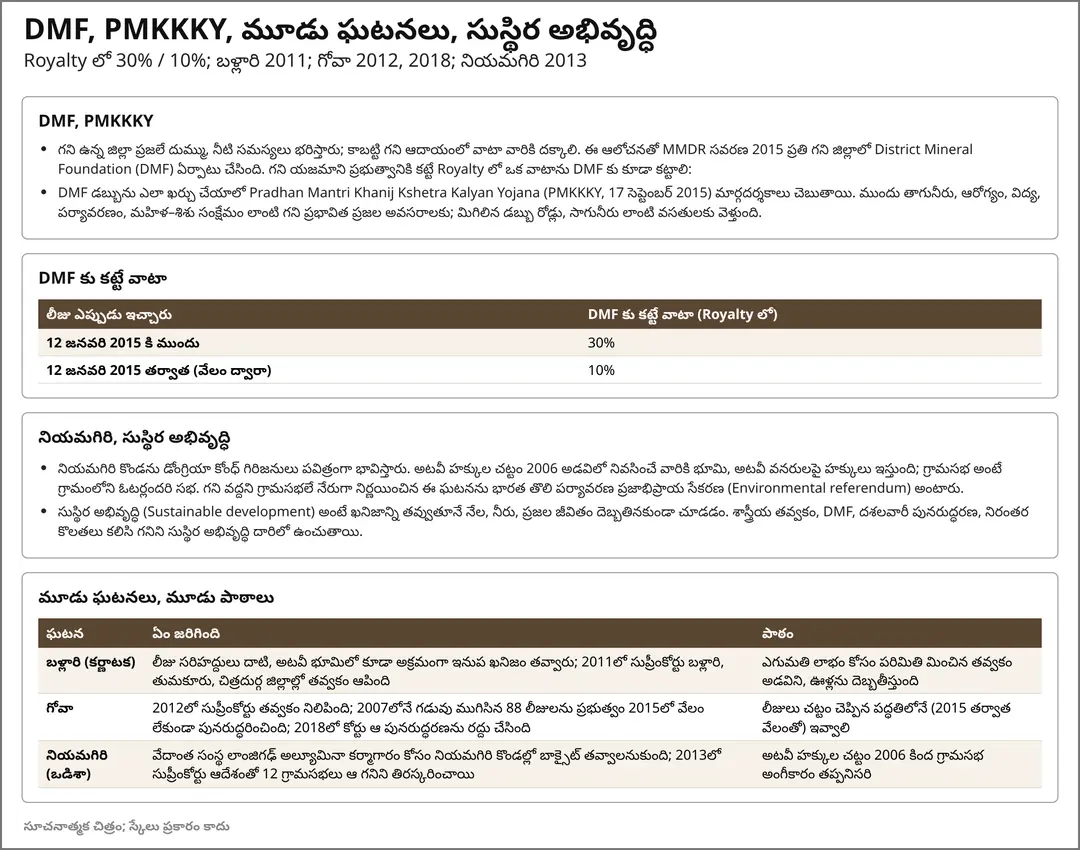 DMF, PMKKKY, మూడు ఘటనలు, సుస్థిర అభివృద్ధి
Royalty లో 30% / 10%; బళ్లారి 2011; గోవా 2012, 2018; నియమగిరి 2013
DMF, PMKKKY
• గని ఉన్న జిల్లా ప్రజలే దుమ్ము, నీటి సమస్యలు భరిస్తారు; కాబట్టి గని ఆదాయంలో వాటా వారికి దక్కాలి. ఈ ఆలోచనతో MMDR సవరణ 2015 ప్రతి గని జిల్లాలో District Mineral
Foundation (DMF) ఏర్పాటు చేసింది. గని యజమాని ప్రభుత్వానికి కట్టే Royalty లో ఒక వాటాను DMF కు కూడా కట్టాలి:
• DMF డబ్బును ఎలా ఖర్చు చేయాలో Pradhan Mantri Khanij Kshetra Kalyan Yojana (PMKKKY, 17 సెప్టెంబర్ 2015) మార్గదర్శకాలు చెబుతాయి. ముందు తాగునీరు, ఆరోగ్యం, విద్య,
పర్యావరణం, మహిళ–శిశు సంక్షేమం లాంటి గని ప్రభావిత ప్రజల అవసరాలకు; మిగిలిన డబ్బు రోడ్లు, సాగునీరు లాంటి వసతులకు వెళ్తుంది.
DMF కు కట్టే వాటా
లీజు ఎప్పుడు ఇచ్చారు DMF కు కట్టే వాటా (Royalty లో)
12 జనవరి 2015 కి ముందు 30%
12 జనవరి 2015 తర్వాత (వేలం ద్వారా) 10%
నియమగిరి, సుస్థిర అభివృద్ధి
• నియమగిరి కొండను డోంగ్రియా కోంధ్ గిరిజనులు పవిత్రంగా భావిస్తారు. అటవీ హక్కుల చట్టం 2006 అడవిలో నివసించే వారికి భూమి, అటవీ వనరులపై హక్కులు ఇస్తుంది; గ్రామసభ అంటే
గ్రామంలోని ఓటర్లందరి సభ. గని వద్దని గ్రామసభలే నేరుగా నిర్ణయించిన ఈ ఘటనను భారత తొలి పర్యావరణ ప్రజాభిప్రాయ సేకరణ (Environmental referendum) అంటారు.
• సుస్థిర అభివృద్ధి (Sustainable development) అంటే ఖనిజాన్ని తవ్వుతూనే నేల, నీరు, ప్రజల జీవితం దెబ్బతినకుండా చూడడం. శాస్త్రీయ తవ్వకం, DMF, దశలవారీ పునరుద్ధరణ, నిరంతర
కొలతలు కలిసి గనిని సుస్థిర అభివృద్ధి దారిలో ఉంచుతాయి.
మూడు ఘటనలు, మూడు పాఠాలు
ఘటన ఏం జరిగింది పాఠం
బళ్లారి (కర్ణాటక) లీజు సరిహద్దులు దాటి, అటవీ భూమిలో కూడా అక్రమంగా ఇనుప ఖనిజం తవ్వారు; 2011లో సుప్రీంకోర్టు బళ్లారి, ఎగుమతి లాభం కోసం పరిమితి మించిన తవ్వకం
తుమకూరు, చిత్రదుర్గ జిల్లాల్లో తవ్వకం ఆపింది అడవిని, ఊళ్లను దెబ్బతీస్తుంది
గోవా 2012లో సుప్రీంకోర్టు తవ్వకం నిలిపింది; 2007లోనే గడువు ముగిసిన 88 లీజులను ప్రభుత్వం 2015లో వేలం లీజులు చట్టం చెప్పిన పద్ధతిలోనే (2015 తర్వాత
లేకుండా పునరుద్ధరించింది; 2018లో కోర్టు ఆ పునరుద్ధరణను రద్దు చేసింది వేలంతో) ఇవ్వాలి
నియమగిరి వేదాంత సంస్థ లాంజిగఢ్ అల్యూమినా కర్మాగారం కోసం నియమగిరి కొండల్లో బాక్సైట్ తవ్వాలనుకుంది; 2013లో అటవీ హక్కుల చట్టం 2006 కింద గ్రామసభ
(ఒడిశా) సుప్రీంకోర్టు ఆదేశంతో 12 గ్రామసభలు ఆ గనిని తిరస్కరించాయి అంగీకారం తప్పనిసరి
సూచనాత్మక చిత్రం; స్కేలు ప్రకారం కాదు